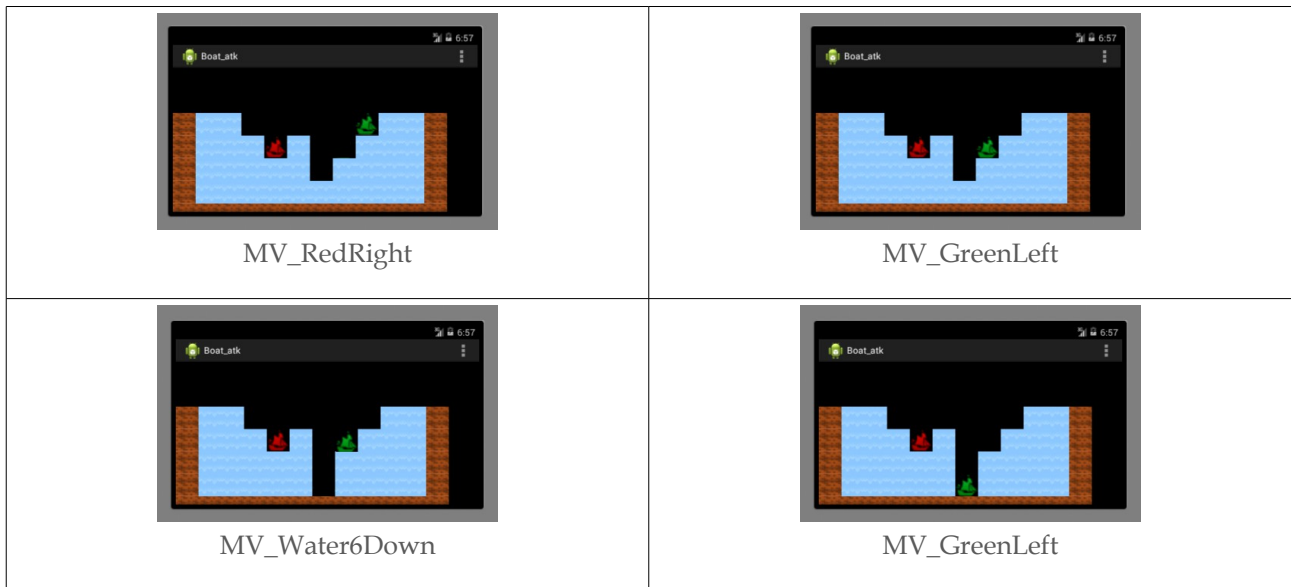 6:57
Boat_atk
MV_RedRight
6:57
Boat_atk
MV_GreenLeft
6:57
Boat_atk
MV_Water6Down
6:57
Boat_atk
MV_GreenLeft